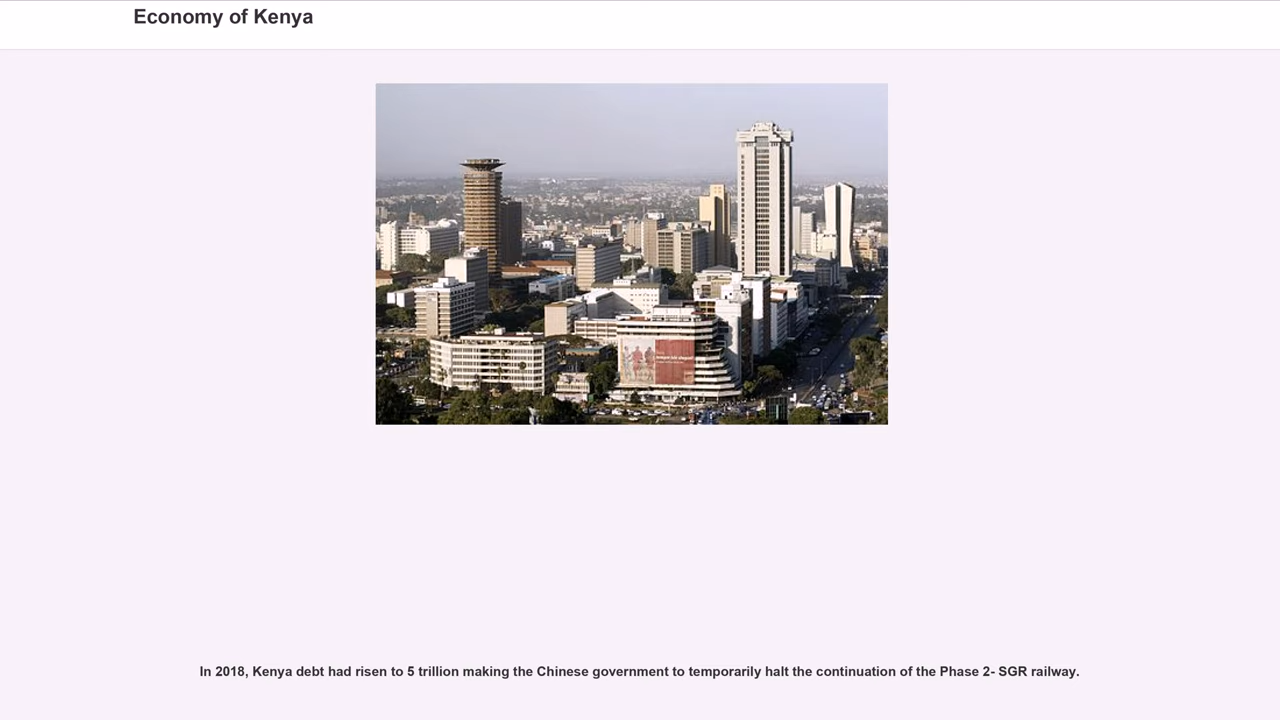 Economy of Kenya
In 2018, Kenya debt had risen to 5 trillion making the Chinese government to temporarily halt the continuation of the Phase 2- SGR railway.